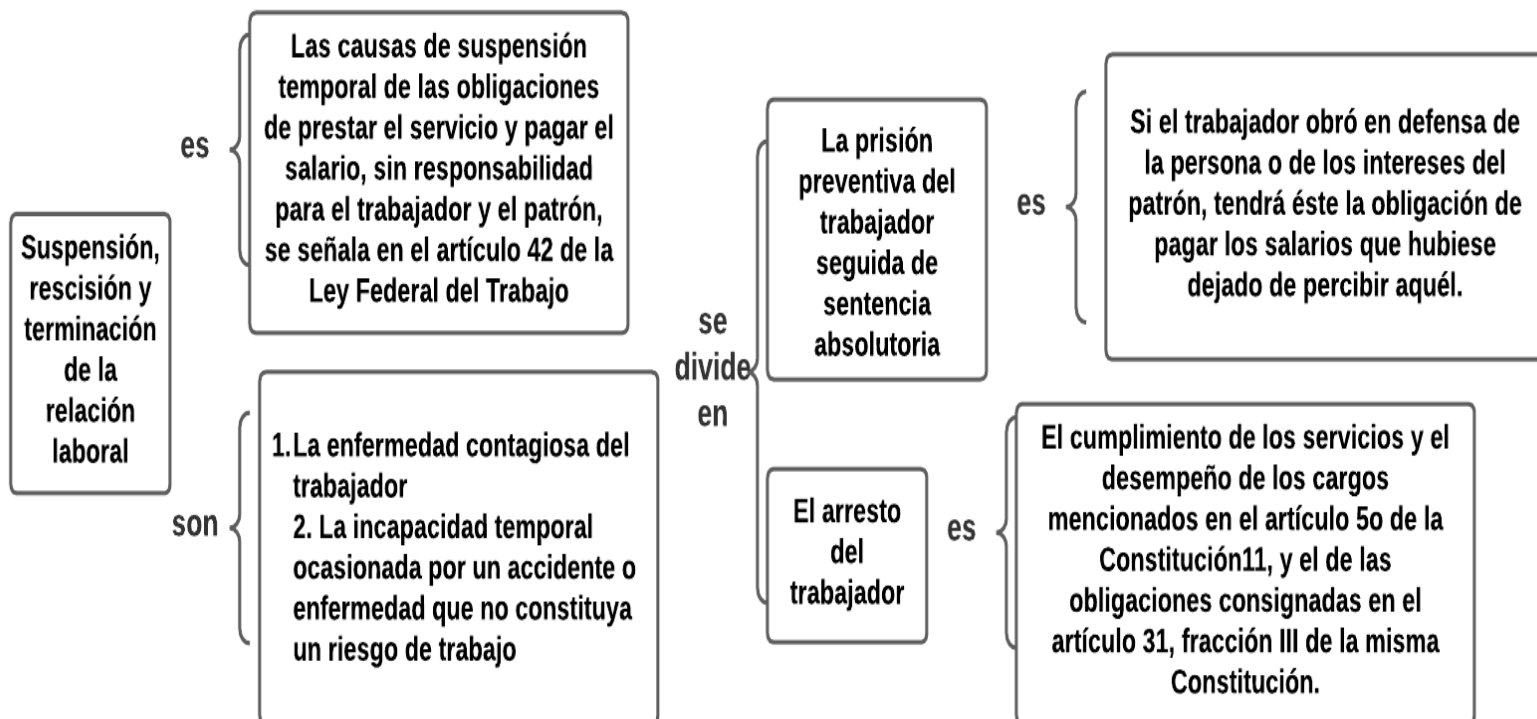 Suspensión,
rescisión y
terminación
de la
relación
laboral
es
Las causas de suspensión
temporal de las obligaciones
de prestar el servicio y pagar el
salario, sin responsabilidad
para el trabajador y el patrón,
se señala en el artículo 42 de la
Ley Federal del Trabajo
son
1.La enfermedad contagiosa del
trabajador
2. La incapacidad temporal
ocasionada por un accidente o
enfermedad que no constituya
un riesgo de trabajo
se
divide
en
La prisión
preventiva del
trabajador
seguida de
sentencia
absolutoria
es
Si el trabajador obró en defensa de
la persona o de los intereses del
patrón, tendrá éste la obligación de
pagar los salarios que hubiese
dejado de percibir aquél.
El arresto
del
trabajador
es
El cumplimiento de los servicios y el
desempeño de los cargos
mencionados en el artículo 5o de la
Constitución11, y el de las
obligaciones consignadas en el
artículo 31, fracción III de la misma
Constitución.